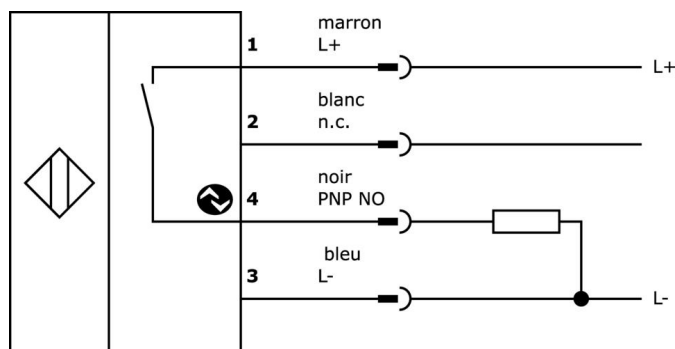 marron
1 L+
L+
blanc
2 n.c.
noir
4 PNP NO
bleu
3 L-
L-